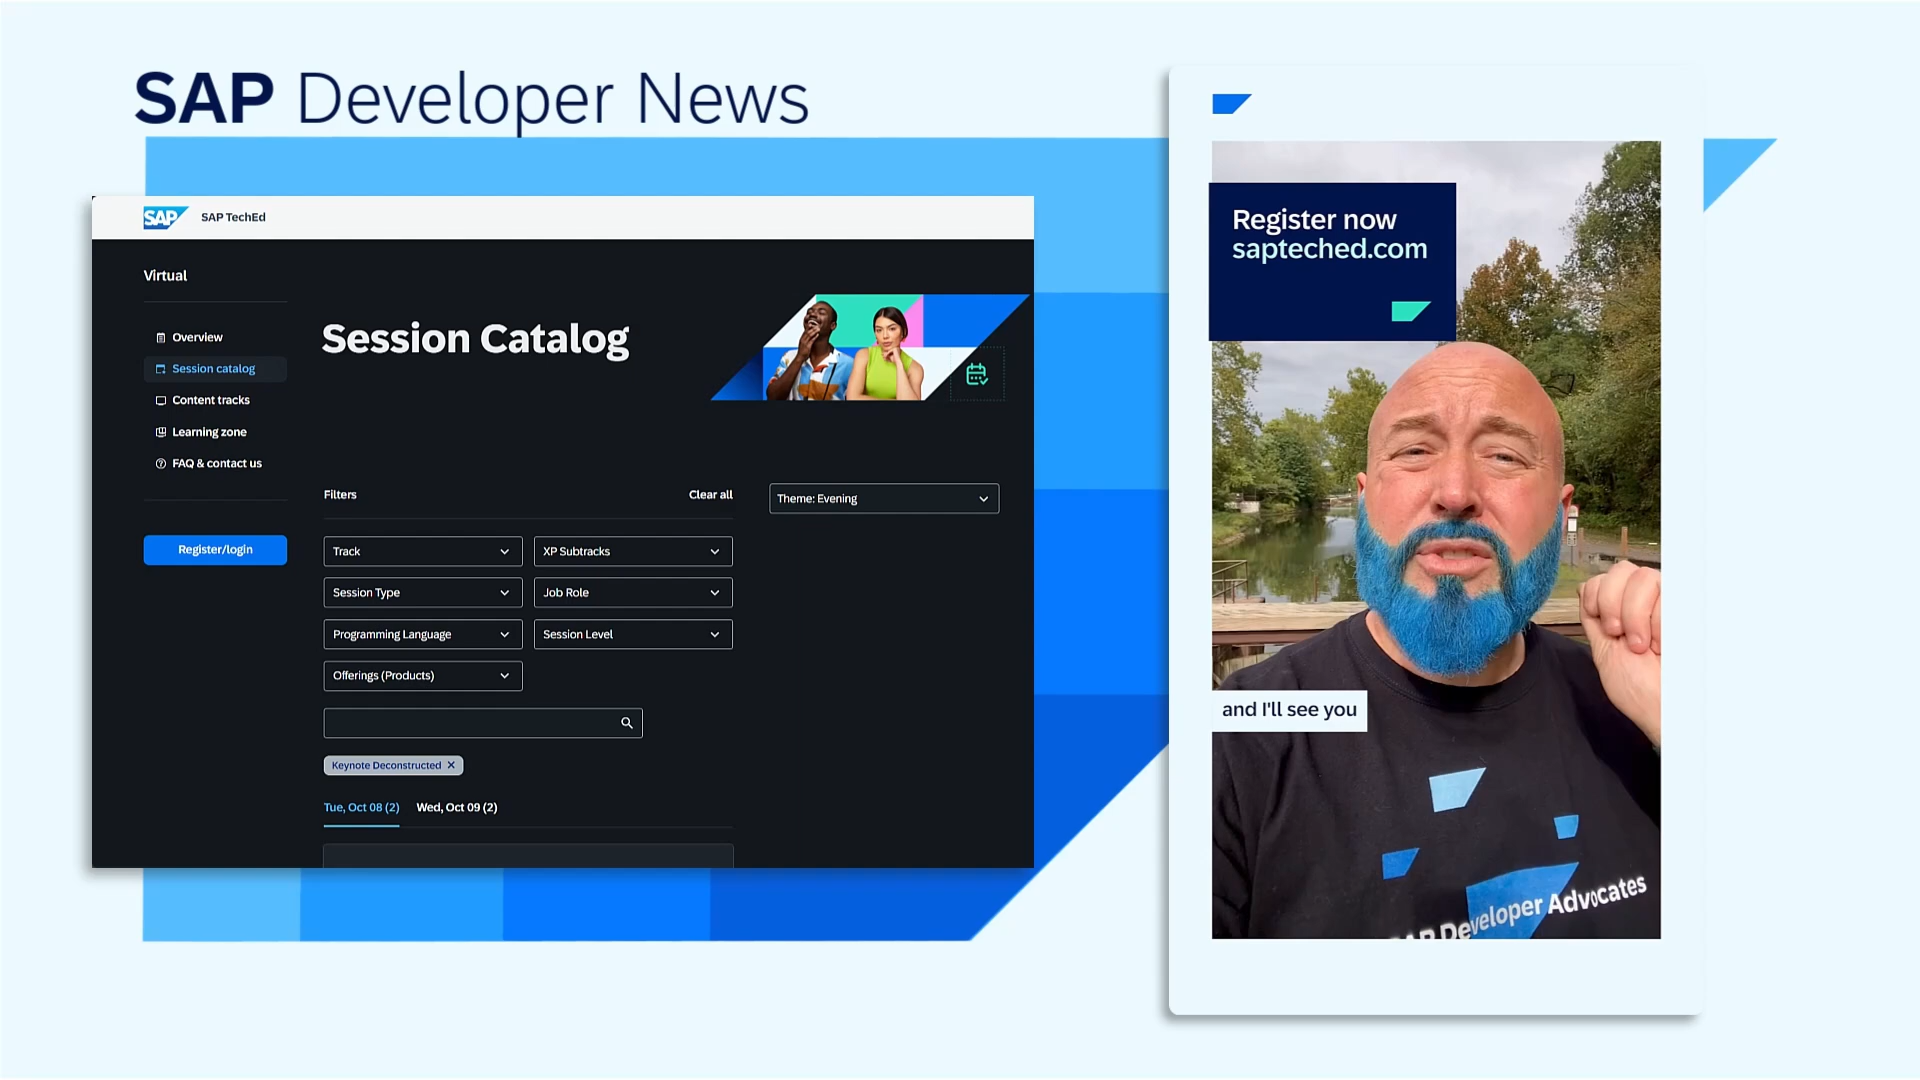 SAP Developer News
SAP
SAP TechEd
Virtual
Overview
Session catalog
Content tracks
Learning zone
FAQ & contact us
Register/login
Session Catalog
Filters
Clear all
Theme: Evening
Track
XP Subtracks
Session Type
Job Role
Programming Language
Session Level
Offerings (Products)
Keynote Deconstructed
Tue, Oct 08 (2)
Wed, Oct 09 (2)
Register now
sapteched.com
and I'll see you
SAP Developer Advocates